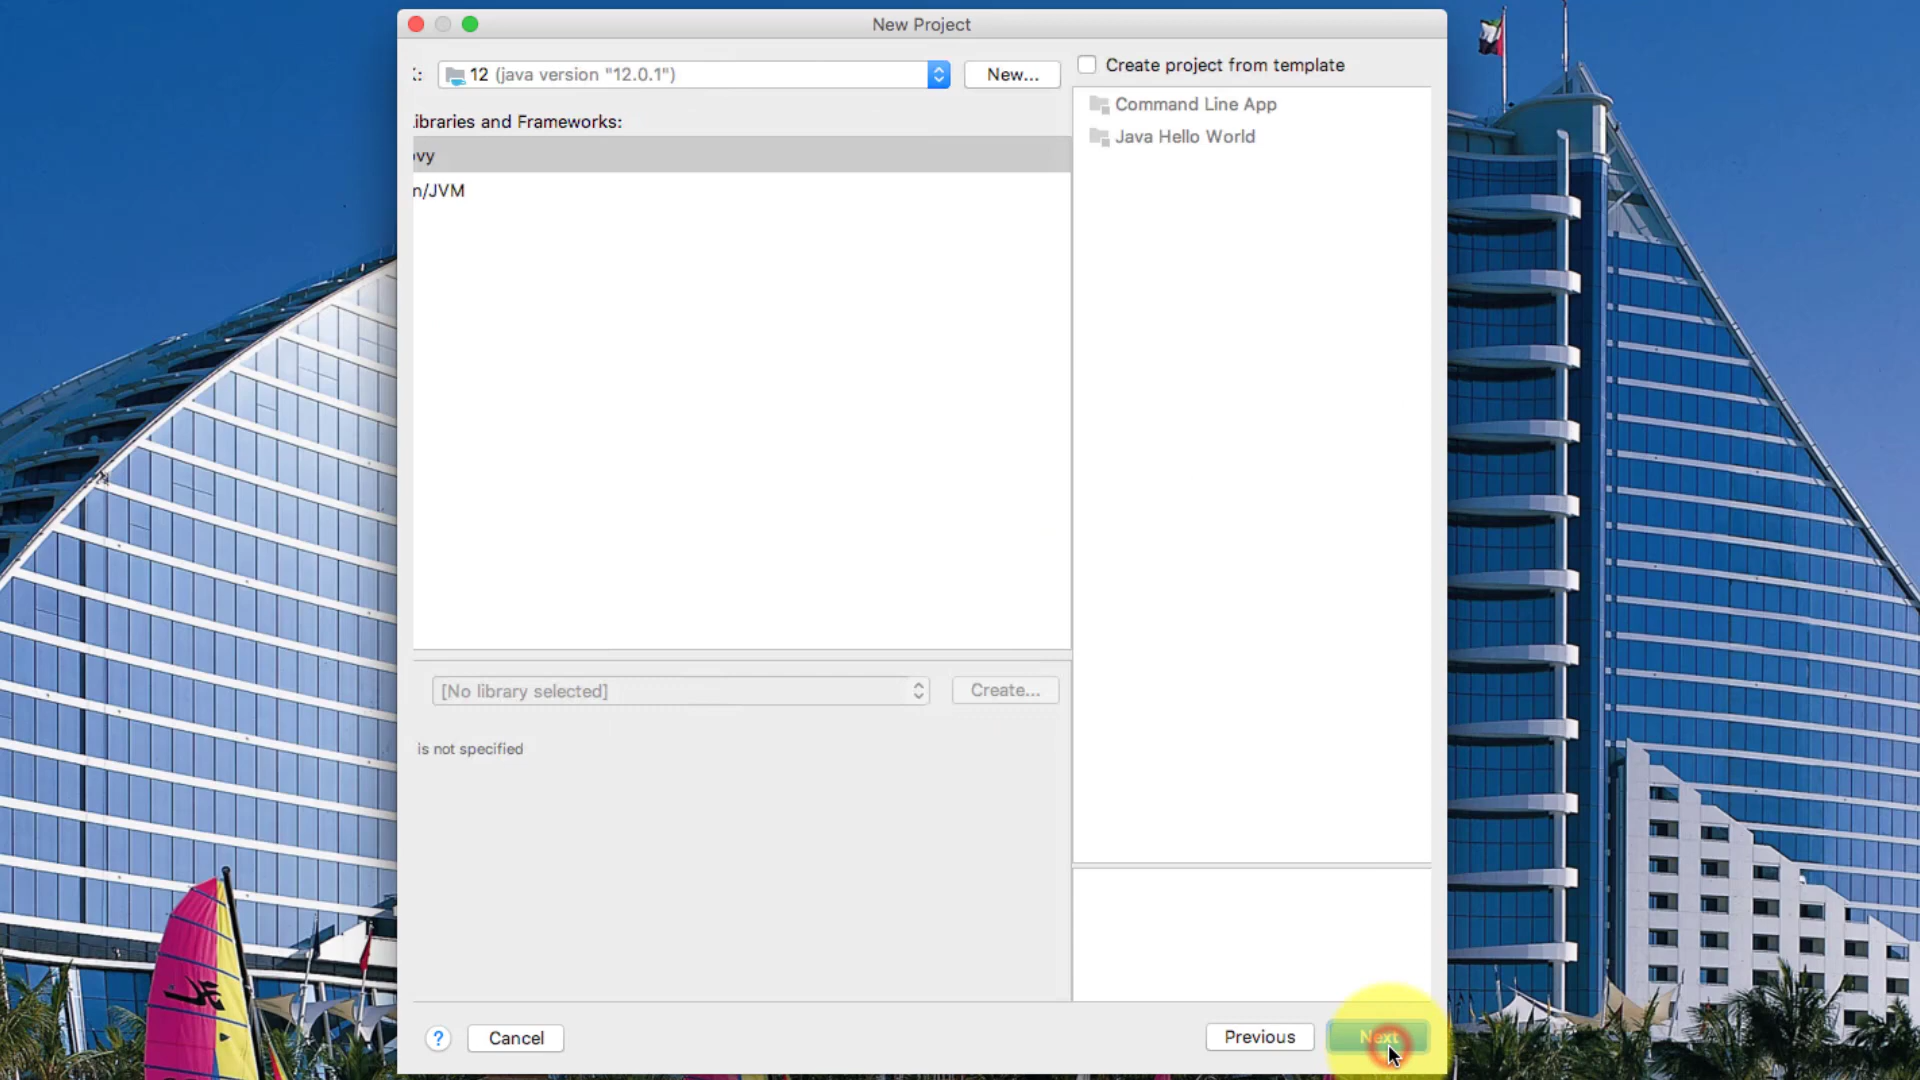 New Project
: 12 (java version "12.0.1") New...
Create project from template
Command Line App
Java Hello World
ibraries and Frameworks:
vy
n/JVM
[No library selected] Create...
is not specified
? Cancel Previous Next